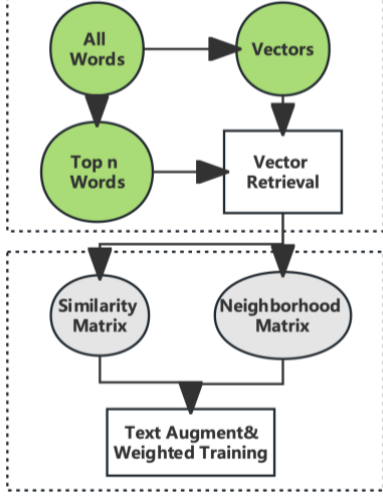 All
Words
Vectors
Top n
Words
Vector
Retrieval
Similarity
Matrix
Neighborhood
Matrix
Text Augment&
Weighted Training